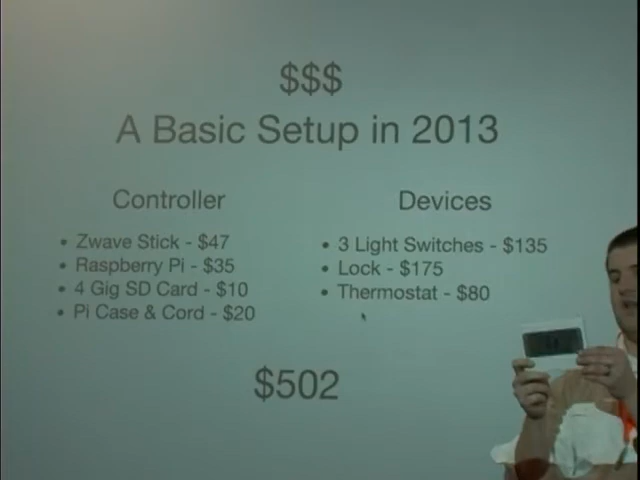 $$$
A Basic Setup in 2013
Controller
• Zwave Stick - $47
• Raspberry Pi - $35
• 4 Gig SD Card - $10
• Pi Case & Cord - $20
Devices
• 3 Light Switches - $135
• Lock - $175
• Thermostat - $80
$502